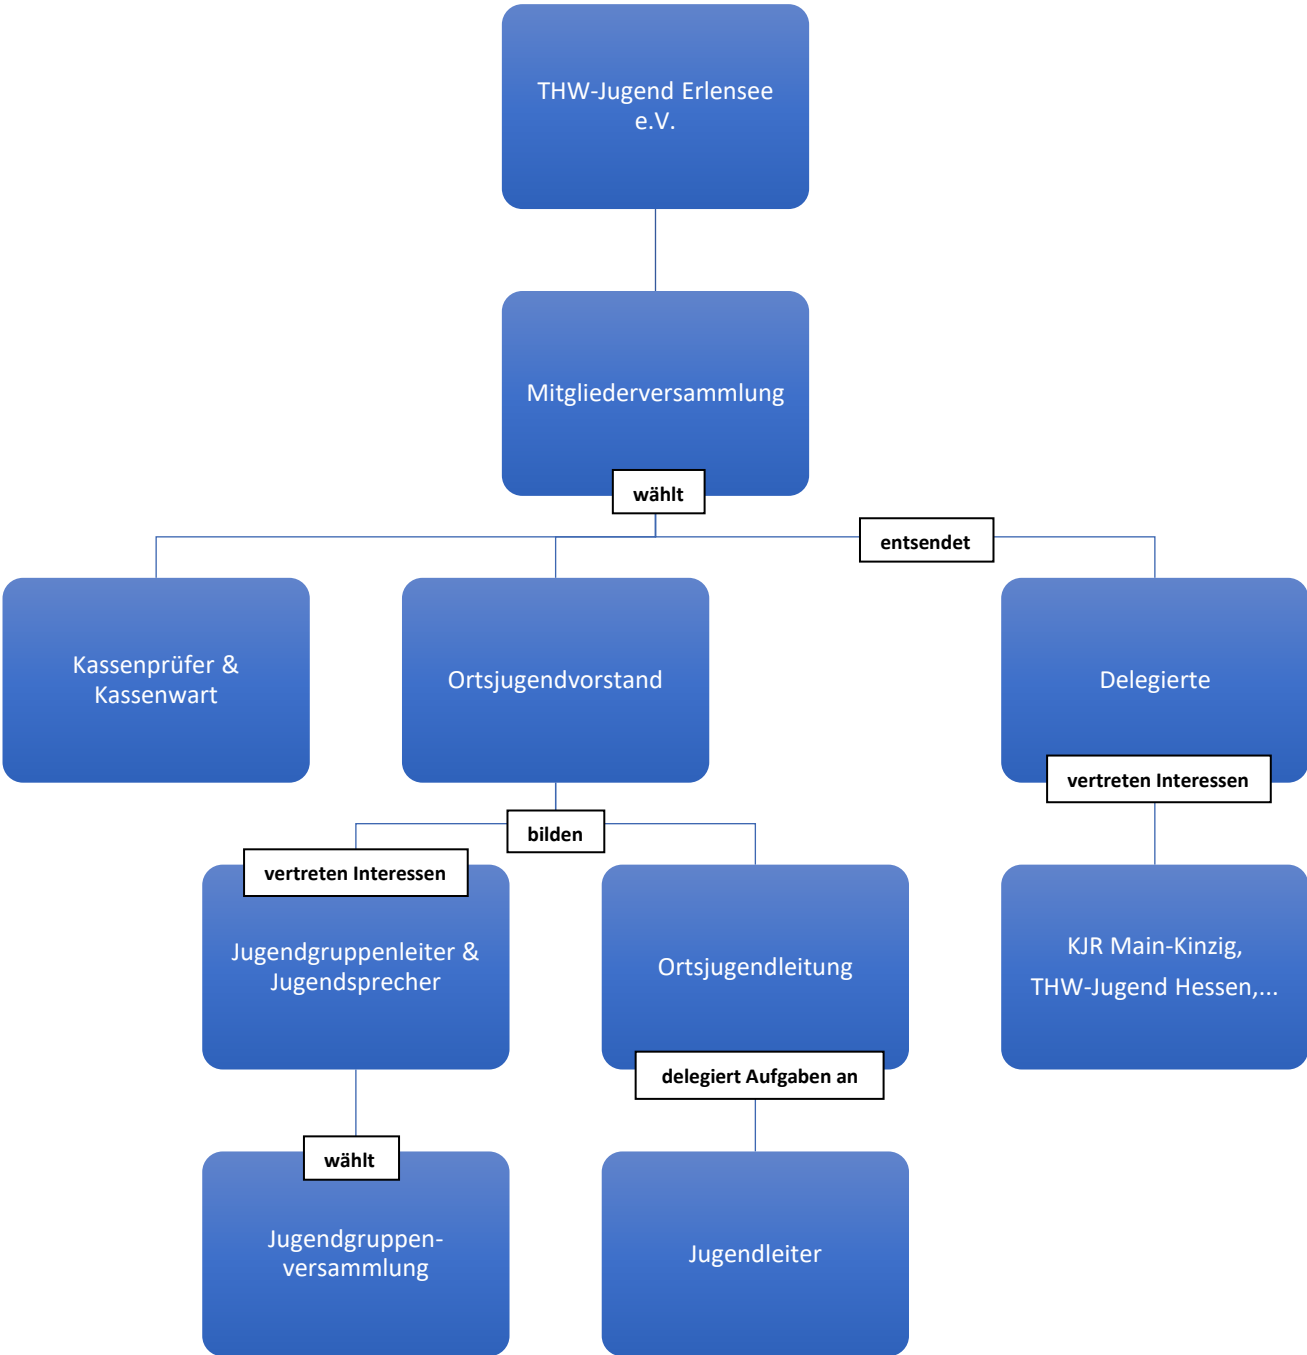 THW-Jugend Erlensee
e.V.
Mitgliederversammlung
wählt
entsendet
Kassenprüfer &
Kassenwart
Ortsjugendvorstand
Delegierte
vertreten Interessen
bilden
vertreten Interessen
Jugendgruppenleiter &
Jugendsprecher
Ortsjugendleitung
KJR Main-Kinzig,
THW-Jugend Hessen,...
delegiert Aufgaben an
wählt
Jugendgruppen-
versammlung
Jugendleiter